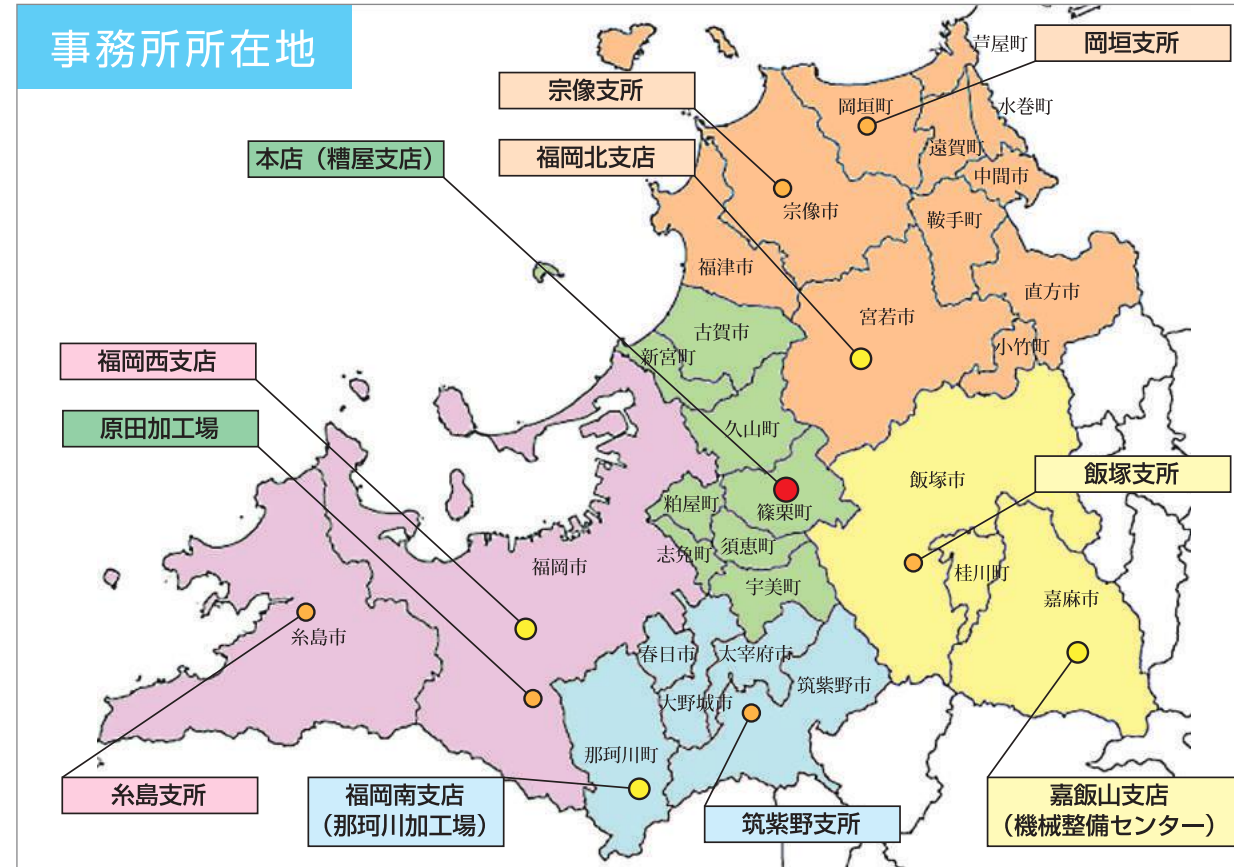 事務所所在地
芦屋町
岡垣支所
宗像支所
岡垣町
水巻町
本店（糟屋支店）
福岡北支店
遠賀町
中間市
宗像市
鞍手町
福津市
直方市
宮若市
古賀市
小竹町
新宮町
福岡西支店
原田加工場
久山町
飯塚市
飯塚支所
粕屋町
篠栗町
志免町
須恵町
福岡市
桂川町
宇美町
嘉麻市
糸島市
春日市
太宰府市
筑紫野市
大野城市
那珂川町
糸島支所
福岡南支店
（那珂川加工場）
筑紫野支所
嘉飯山支店
（機械整備センター）